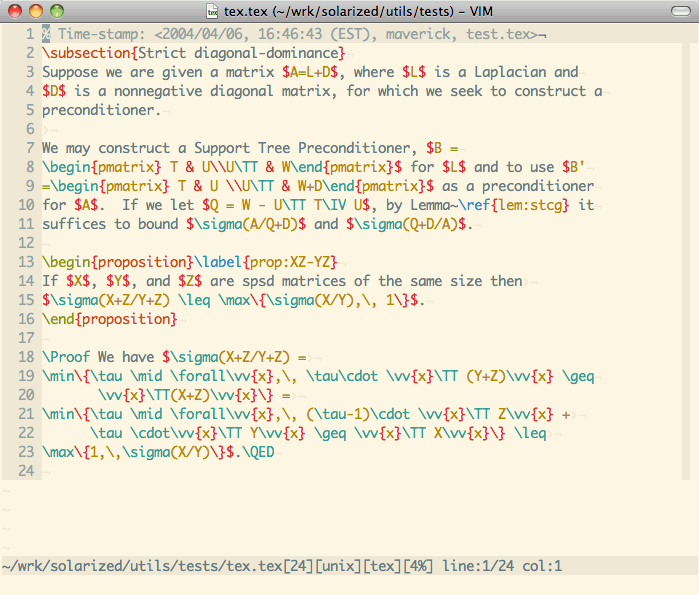 tex.tex (~/wrk/solarized/utils/tests) – VIM
1 % Time-stamp: <2004/04/06, 16:46:43 (EST), maverick, test.tex>¬
2 \subsection{Strict diagonal-dominance}¬
3 Suppose we are given a matrix $A=L+D$, where $L$ is a Laplacian and¬
4 $D$ is a nonnegative diagonal matrix, for which we seek to construct a¬
5 preconditioner.¬
6 ¬
7 We may construct a Support Tree Preconditioner, $B =¬
8 \begin{pmatrix} T & U\\U\TT & W\end{pmatrix}$ for $L$ and to use $B'¬
9 =\begin{pmatrix} T & U \\U\TT & W+D\end{pmatrix}$ as a preconditioner¬
10 for $A$.  If we let $Q = W - U\TT T\IV U$, by Lemma~\ref{lem:stcg} it¬
11 suffices to bound $\sigma(A/Q+D)$ and $\sigma(Q+D/A)$.¬
12 ¬
13 \begin{proposition}\label{prop:XZ-YZ}¬
14 If $X$, $Y$, and $Z$ are spsd matrices of the same size then¬
15 $\sigma(X+Z/Y+Z) \leq \max\{\sigma(X/Y),\, 1\}$.¬
16 \end{proposition}¬
17 ¬
18 \Proof We have $\sigma(X+Z/Y+Z) =¬
19 \min\{\tau \mid \forall\vv{x},\, \tau\cdot \vv{x}\TT (Y+Z)\vv{x} \geq¬
20        \vv{x}\TT(X+Z)\vv{x}\} =¬
21 \min\{\tau \mid \forall\vv{x},\, (\tau-1)\cdot \vv{x}\TT Z\vv{x} +¬
22       \tau \cdot\vv{x}\TT Y\vv{x} \geq \vv{x}\TT X\vv{x}\} \leq¬
23 \max\{1,\,\sigma(X/Y)\}$.\QED¬
24 ¬
~
~
~
~
~/wrk/solarized/utils/tests/tex.tex[24][unix][tex][4%] line:1/24 col:1